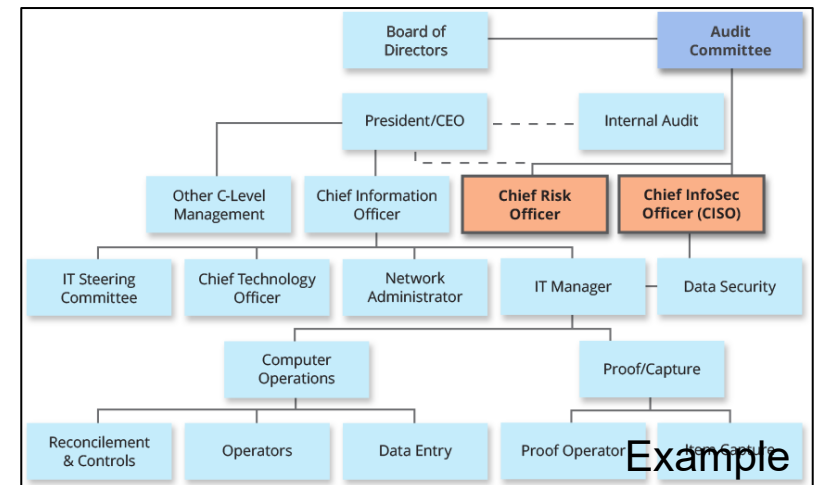 Board of
Directors
Audit
Committee
President/CEO
Internal Audit
Other C-Level
Management
Chief Information
Officer
Chief Risk
Officer
Chief InfoSec
Officer (CISO)
IT Steering
Committee
Chief Technology
Officer
Network
Administrator
IT Manager
Data Security
Computer
Operations
Proof/Capture
Reconcilement
& Controls
Operators
Data Entry
Proof Operator
Item Capture
Example